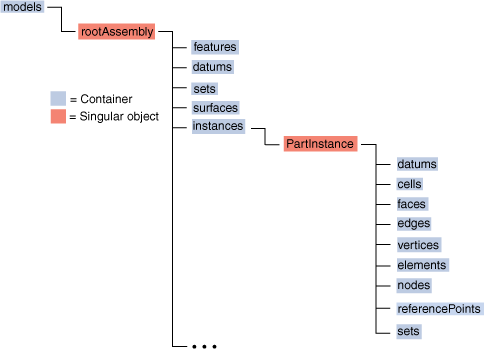 models
rootAssembly
features
datums
sets
surfaces
instances
= Container
= Singular object
PartInstance
datums
cells
faces
edges
vertices
elements
nodes
referencePoints
sets
• • •